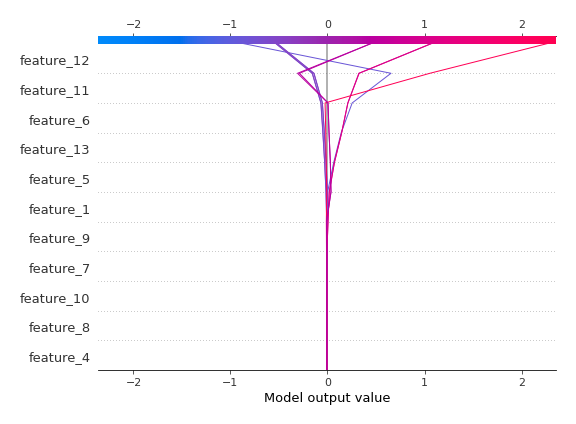 −2 −1 0 1 2
feature_12
feature_11
feature_6
feature_13
feature_5
feature_1
feature_9
feature_7
feature_10
feature_8
feature_4
−2 −1 0 1 2
Model output value